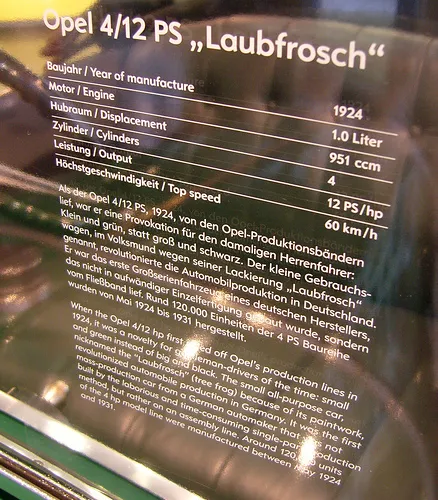 Opel 4/12 PS „Laubfrosch“
Baujahr / Year of manufacture 1924
Motor / Engine 1.0 Liter
Hubraum / Displacement 951 ccm
Zylinder / Cylinders 4
Leistung / Output 12 PS/hp
Höchstgeschwindigkeit / Top speed 60 km/h
Als der Opel 4/12 PS, 1924, von den Opel-Produktionsbändern
lief, war er eine Provokation für den damaligen Herrenfahrer:
Klein und grün, statt groß und schwarz. Der kleine Gebrauchs-
wagen, im Volksmund wegen seiner Lackierung „Laubfrosch“
genannt, revolutionierte die Automobilproduktion in Deutschland.
Er war das erste Großserienfahrzeug eines deutschen Herstellers,
das nicht in aufwändiger Einzelfertigung gebaut wurde, sondern
vom Fließband lief. Rund 120.000 Einheiten der 4 PS Baureihe
wurden von Mai 1924 bis 1931 hergestellt.
When the Opel 4/12 hp first off Opel's production lines in
1924, it was a novelty for drivers of the time: small
and green instead of big and black. The small all-purpose car,
nicknamed the "Laubfrosch" (tree frog) because of its paintwork,
revolutionized automobile production in Germany. It was the first
mass-production car from a German automaker that was not
built by the laborious and time-consuming single-part production
method, but rather on an assembly line. Around units
of the 4 hp model line were manufactured between May 1924
and 1931.